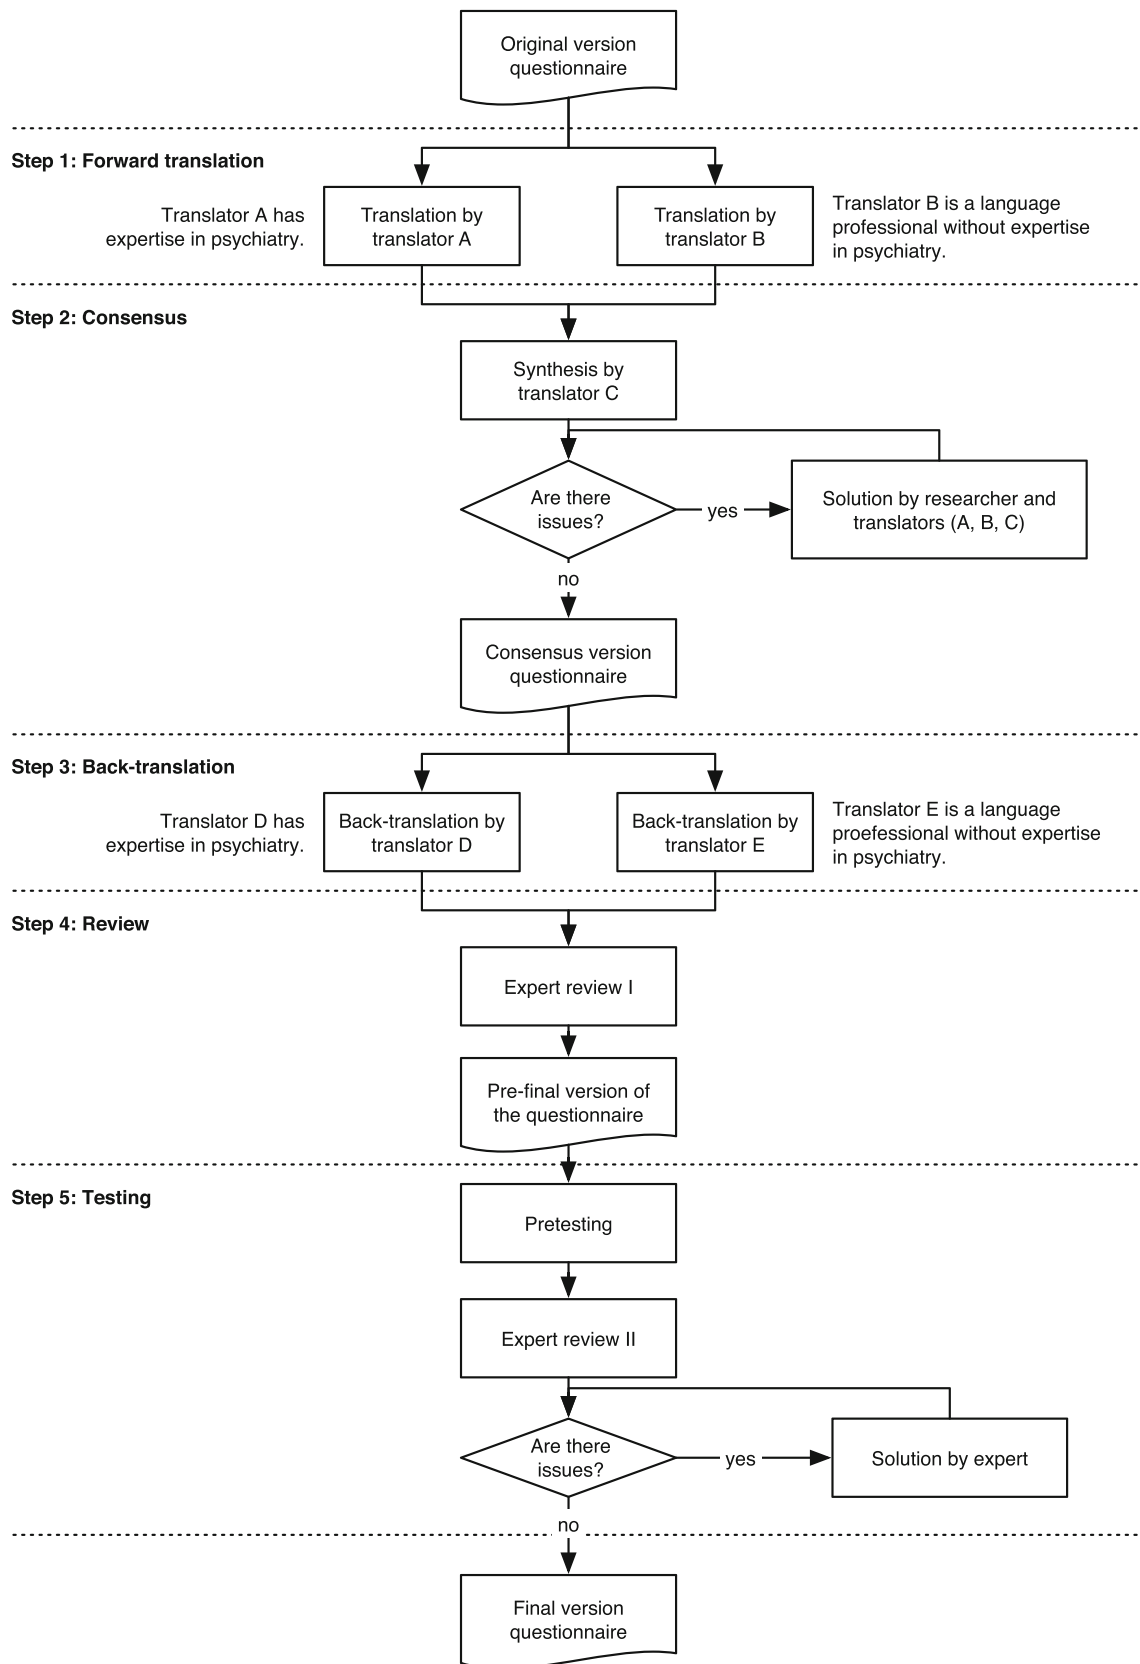 Original version
questionnaire
Step 1: Forward translation
Translator A has
expertise in psychiatry.
Translation by
translator A
Translation by
translator B
Translator B is a language
professional without expertise
in psychiatry.
Step 2: Consensus
Synthesis by
translator C
Are there
issues?
yes
Solution by researcher and
translators (A, B, C)
no
Consensus version
questionnaire
Step 3: Back-translation
Translator D has
expertise in psychiatry.
Back-translation by
translator D
Back-translation by
translator E
Translator E is a language
proefessional without expertise
in psychiatry.
Step 4: Review
Expert review I
Pre-final version of
the questionnaire
Step 5: Testing
Pretesting
Expert review II
Are there
issues?
yes
Solution by expert
no
Final version
questionnaire